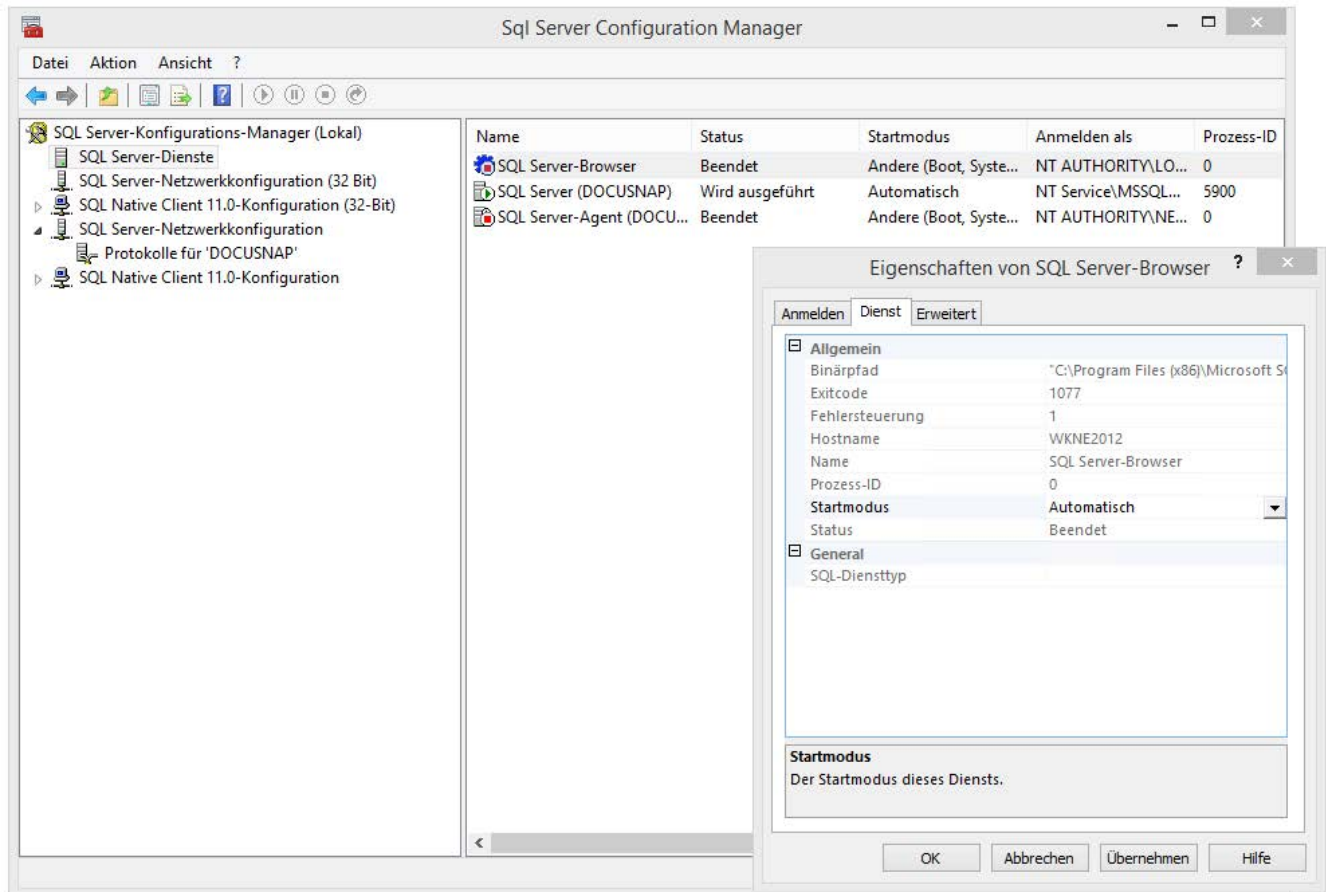 Sql Server Configuration Manager
Datei Aktion Ansicht ?
SQL Server-Konfigurations-Manager (Lokal)
SQL Server-Dienste
SQL Server-Netzwerkkonfiguration (32 Bit)
SQL Native Client 11.0-Konfiguration (32-Bit)
SQL Server-Netzwerkkonfiguration
Protokolle für 'DOCUSNAP'
SQL Native Client 11.0-Konfiguration
Name Status Startmodus Anmelden als Prozess-ID
SQL Server-Browser Beendet Andere (Boot, Syste... NT AUTHORITY\LO... 0
SQL Server (DOCUSNAP) Wird ausgeführt Automatisch NT Service\MSSQL... 5900
SQL Server-Agent (DOCU... Beendet Andere (Boot, Syste... NT AUTHORITY\NE... 0
Eigenschaften von SQL Server-Browser ?
Anmelden Dienst Erweitert
Allgemein
Binärpfad "C:\Program Files (x86)\Microsoft S
Exitcode 1077
Fehlersteuerung 1
Hostname WKNE2012
Name SQL Server-Browser
Prozess-ID 0
Startmodus Automatisch
Status Beendet
General
SQL-Diensttyp
Startmodus
Der Startmodus dieses Diensts.
OK Abbrechen Übernehmen Hilfe